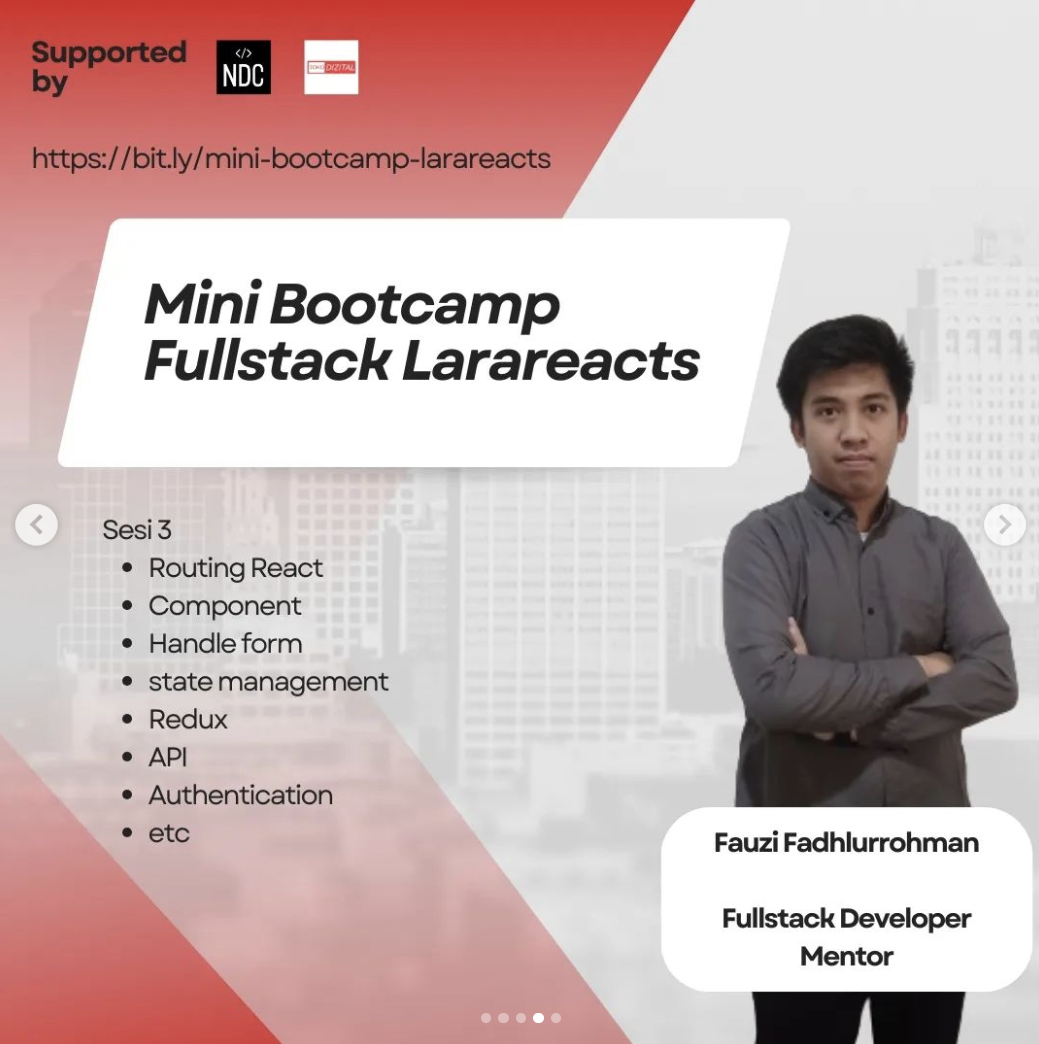 Supported
by
</>
NDC
DIZITAL
https://bit.ly/mini-bootcamp-larareacts
Mini Bootcamp
Fullstack Larareacts
Sesi 3
• Routing React
• Component
• Handle form
• state management
• Redux
• API
• Authentication
• etc
Fauzi Fadhlurrohman
Fullstack Developer
Mentor